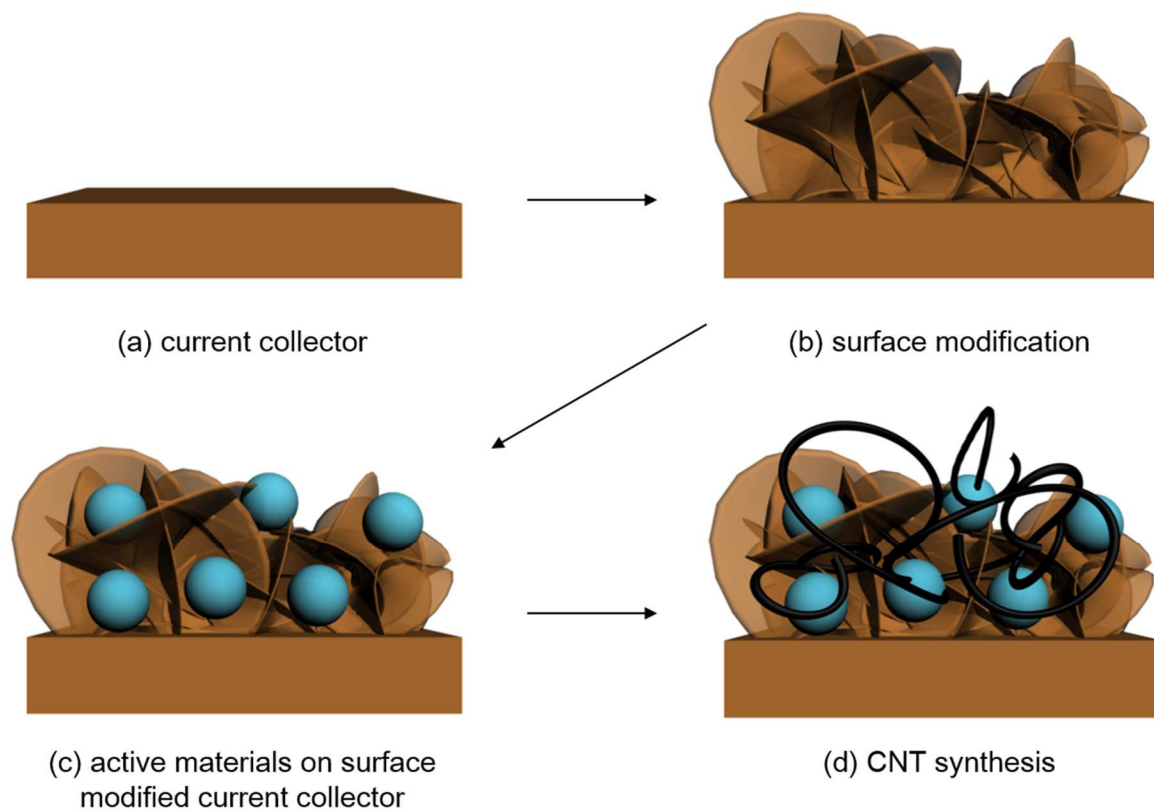 (a) current collector
(b) surface modification
(c) active materials on surface
modified current collector
(d) CNT synthesis